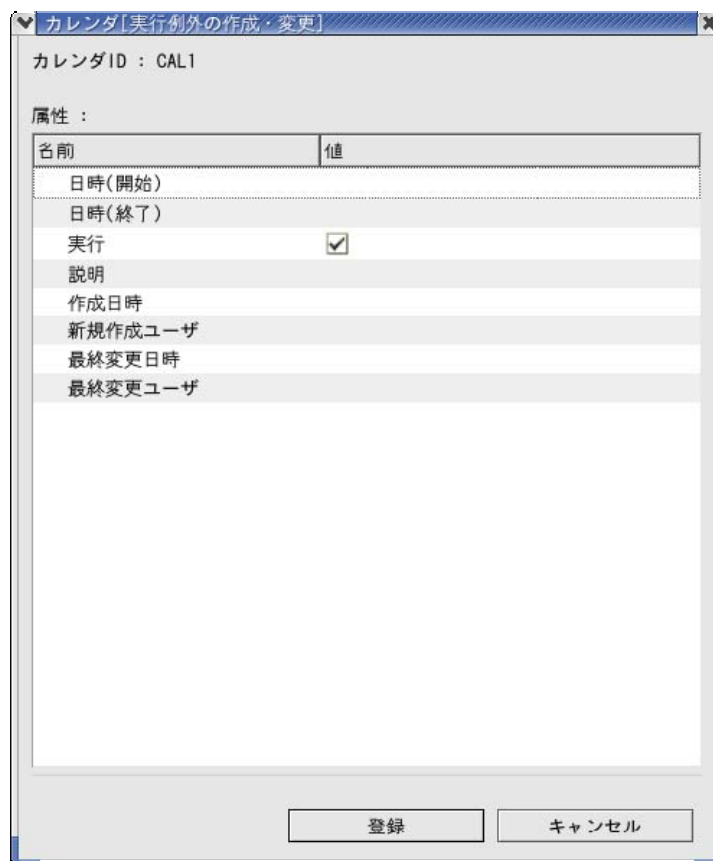 カレンダ[実行例外の作成・変更]
カレンダID : CAL1
属性 :
名前 値
日時(開始)
日時(終了)
実行
説明
作成日時
新規作成ユーザ
最終変更日時
最終変更ユーザ
登録 キャンセル